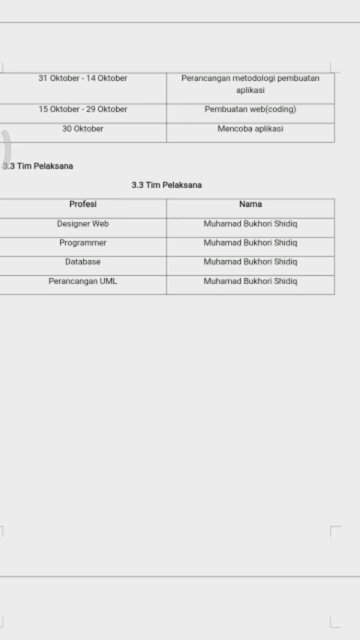 31 Oktober - 14 Oktober Perancangan metodologi pembuatan
aplikasi
15 Oktober - 29 Oktober Pembuatan web(coding)
30 Oktober Mencoba aplikasi
3.3 Tim Pelaksana
3.3 Tim Pelaksana
Profesi Nama
Designer Web Muhamad Bukhori Shidiq
Programmer Muhamad Bukhori Shidiq
Database Muhamad Bukhori Shidiq
Perancangan UML Muhamad Bukhori Shidiq